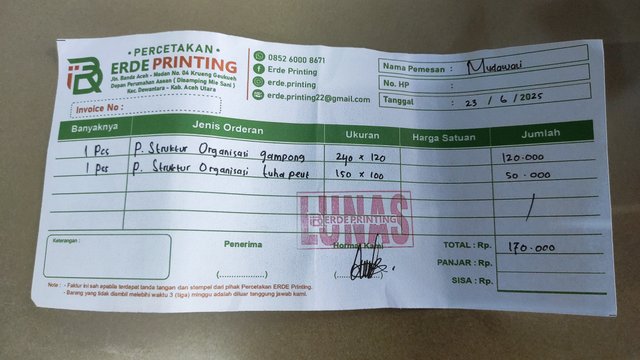 • PERCETAKAN •
ERDE PRINTING
Jln. Banda Aceh - Medan No. 04 Krueng Geukueh
Depan Perumahan Asean ( Disamping Mie Sani )
Kec. Dewantara - Kab. Aceh Utara
0852 6000 8671
Erde Printing
erde.printing
erde.printing22@gmail.com
Nama Pemesan : Mudawali
No. HP :
Tanggal : 23 / 6 / 2025
Invoice No :
Banyaknya Jenis Orderan Ukuran Harga Satuan Jumlah
1 Pcs P. Struktur Organisasi gampong 240 x 120 120.000
1 Pcs P. Struktur Organisasi tuha peut 150 x 100 50.000
LUNAS
ERDE PRINTING
Keterangan :
Penerima
Hormat Kami
(..................)
(..................)
TOTAL : Rp. 170.000
PANJAR : Rp.
SISA : Rp.
Note : - Faktur ini sah apabila terdapat tanda tangan dan stempel dari pihak Percetakan ERDE Printing.
- Barang yang tidak diambil melebihi waktu 3 (tiga) minggu adalah diluar tanggung jawab kami.